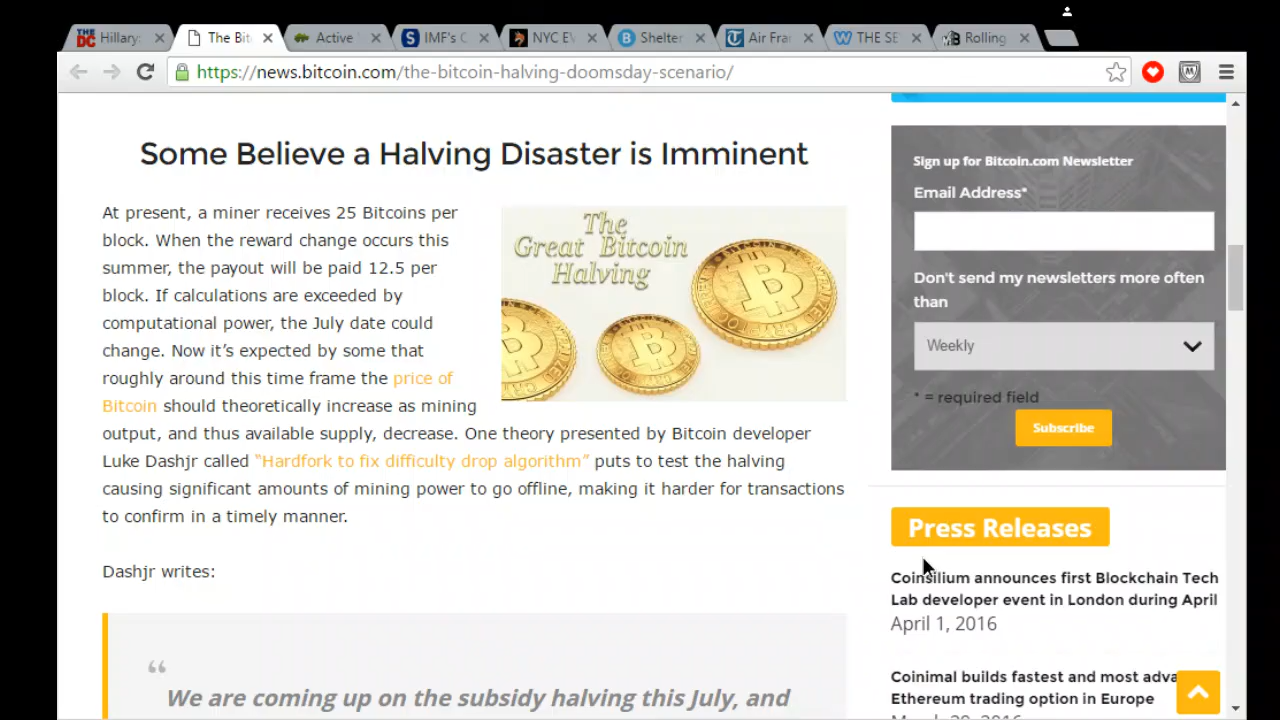 THE DC Hillary:
The Bit
Active
S IMF's C
NYC EV
B Shelter
T Air Fra
W THE SE
B Rolling
https://news.bitcoin.com/the-bitcoin-halving-doomsday-scenario/
Some Believe a Halving Disaster is Imminent
At present, a miner receives 25 Bitcoins per
block. When the reward change occurs this
summer, the payout will be paid 12.5 per
block. If calculations are exceeded by
computational power, the July date could
change. Now it's expected by some that
roughly around this time frame the price of
Bitcoin should theoretically increase as mining
output, and thus available supply, decrease. One theory presented by Bitcoin developer
Luke Dashjr called “Hardfork to fix difficulty drop algorithm” puts to test the halving
causing significant amounts of mining power to go offline, making it harder for transactions
to confirm in a timely manner.
The
Great Bitcoin
Halving
Dashjr writes:
“
We are coming up on the subsidy halving this July, and
Sign up for Bitcoin.com Newsletter
Email Address*
Don't send my newsletters more often
than
Weekly
* = required field
Subscribe
Press Releases
Coinsilium announces first Blockchain Tech
Lab developer event in London during April
April 1, 2016
Coinimal builds fastest and most adva
Ethereum trading option in Europe